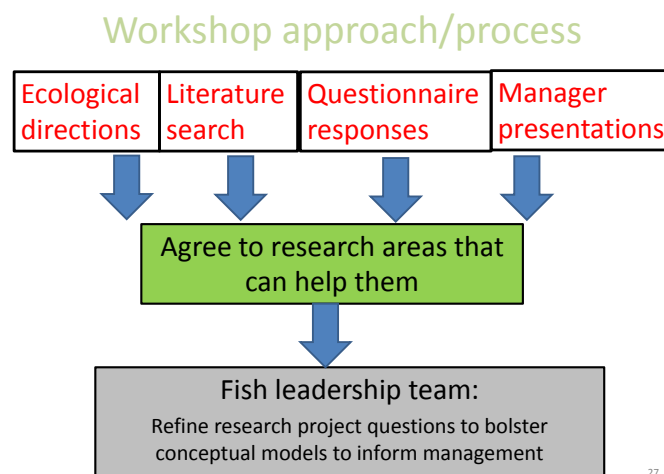 Workshop approach/process
Ecological directions
Literature search
Questionnaire responses
Manager presentations
Agree to research areas that
can help them
Fish leadership team:
Refine research project questions to bolster
conceptual models to inform management
27